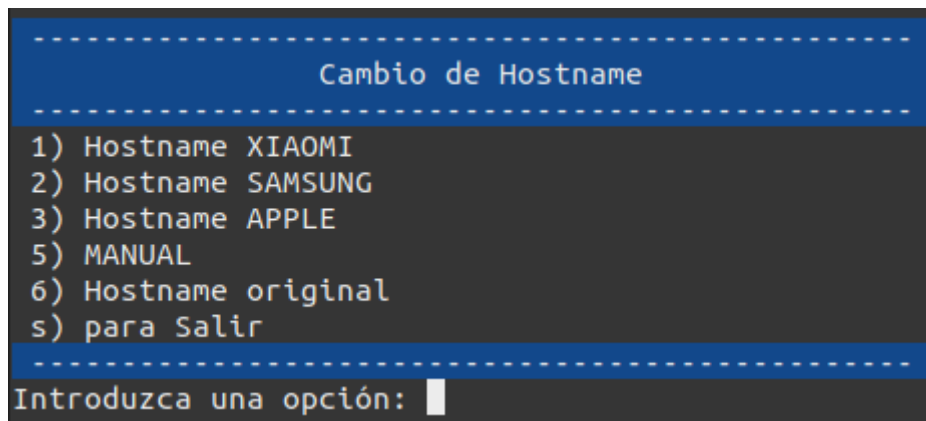 - - - - - - - - - - - - - - - - - - - - - - - - - - - - - - - - - - - - - - - - - - - - - - - - -
Cambio de Hostname
- - - - - - - - - - - - - - - - - - - - - - - - - - - - - - - - - - - - - - - - - - - - - - - - -
1) Hostname XIAOMI
2) Hostname SAMSUNG
3) Hostname APPLE
5) MANUAL
6) Hostname original
s) para Salir
- - - - - - - - - - - - - - - - - - - - - - - - - - - - - - - - - - - - - - - - - - - - - - - - -
Introduzca una opción: